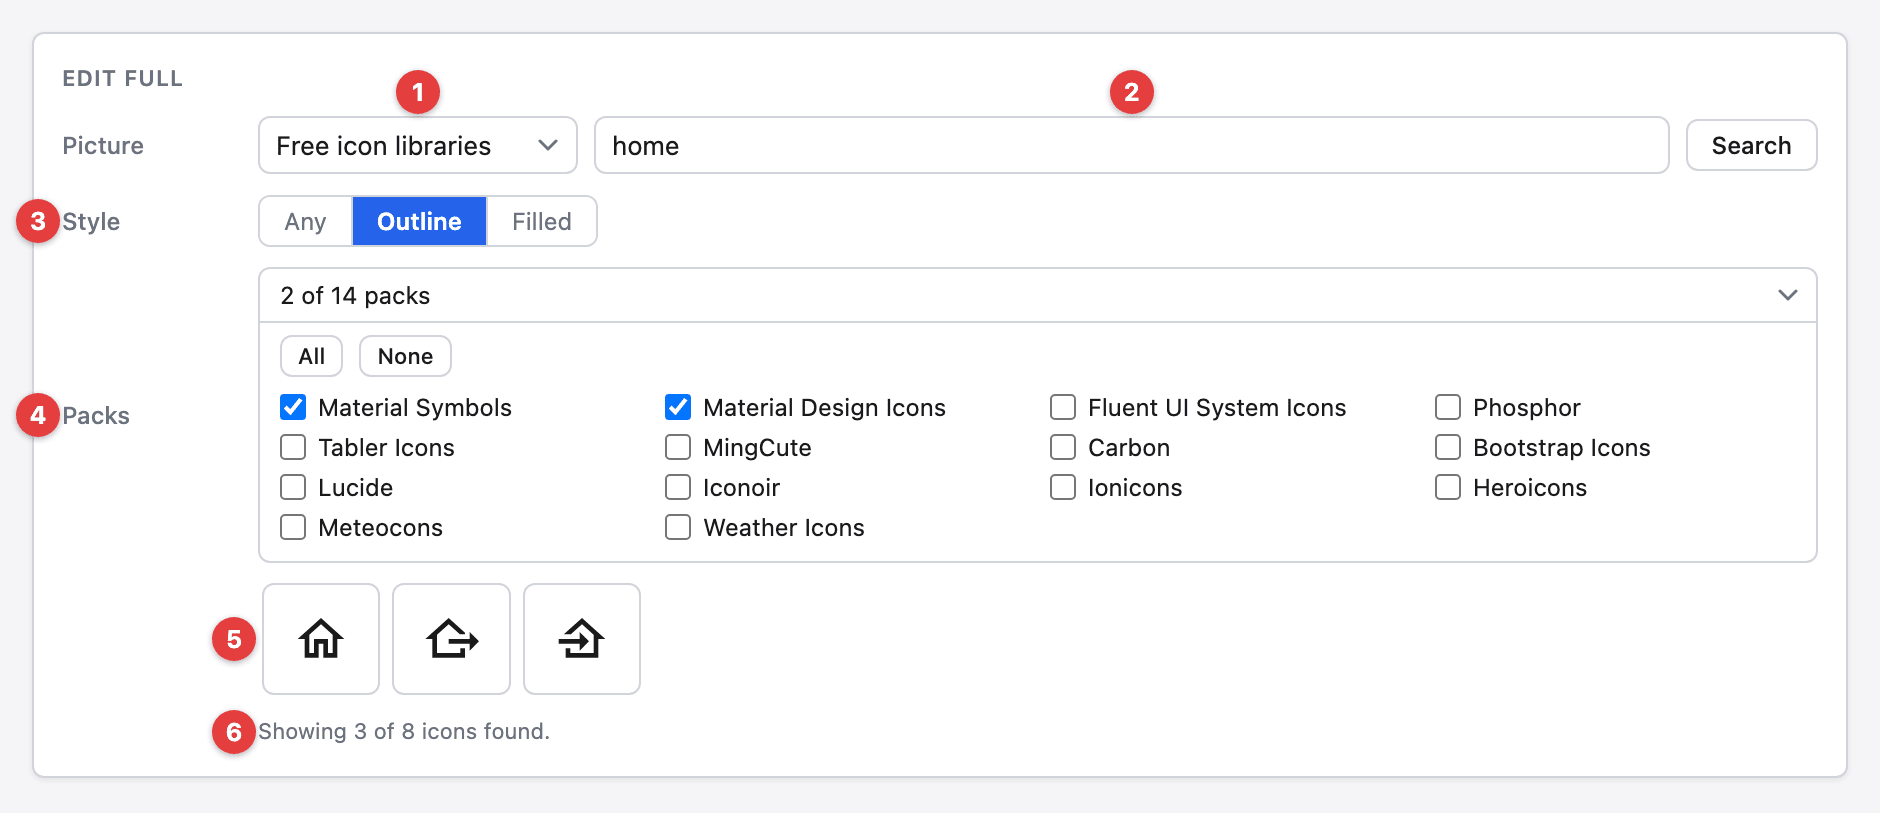 EDIT FULL
1
2
Picture
Free icon libraries
home
Search
3
Style
Any
Outline
Filled
2 of 14 packs
All
None
4
Packs
Material Symbols
Material Design Icons
Fluent UI System Icons
Phosphor
Tabler Icons
MingCute
Carbon
Bootstrap Icons
Lucide
Iconoir
Ionicons
Heroicons
Meteocons
Weather Icons
5
6
Showing 3 of 8 icons found.